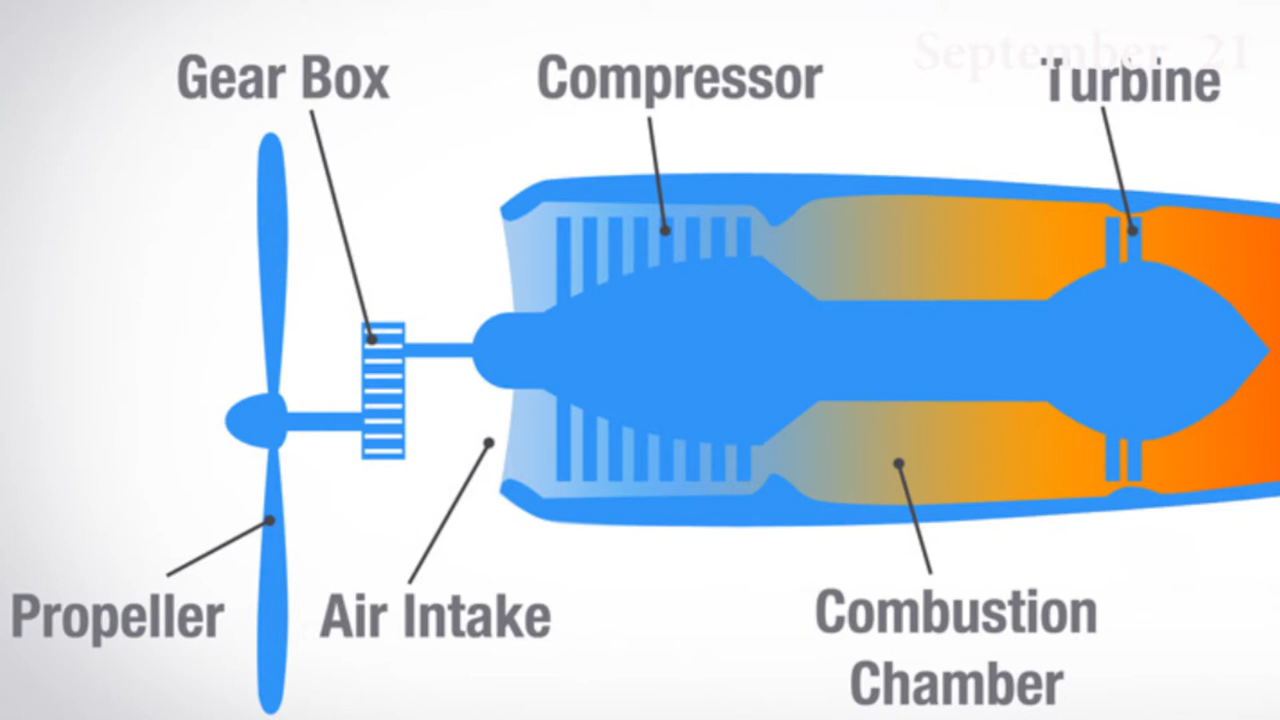 September 21
Gear Box
Compressor
Turbine
Propeller
Air Intake
Combustion
Chamber